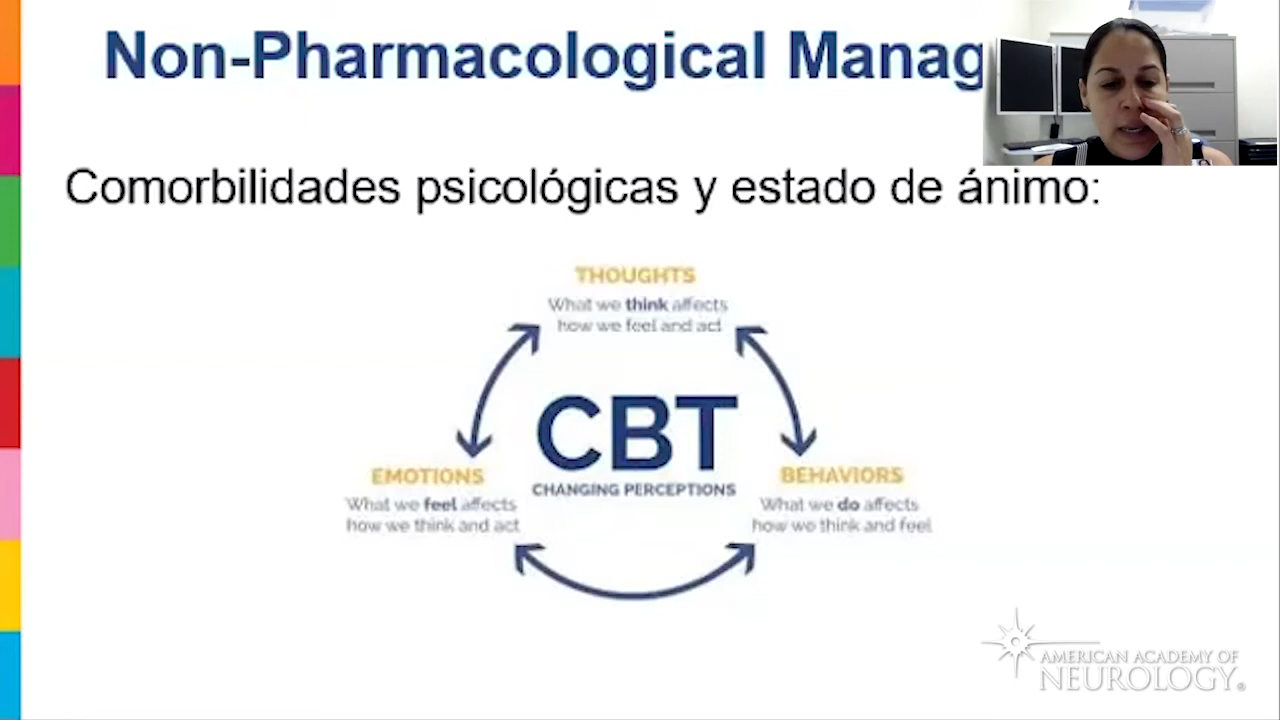 Non-Pharmacological Manag
Comorbilidades psicológicas y estado de ánimo:
THOUGHTS
What we think affects
how we feel and act
CBT
CHANGING PERCEPTIONS
EMOTIONS
What we feel affects
how we think and act
BEHAVIORS
What we do affects
how we think and feel
AMERICAN ACADEMY OF
NEUROLOGY®